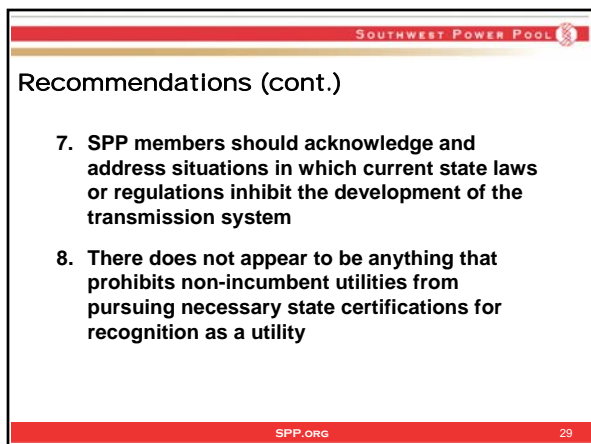 SOUTHWEST POWER POOL
Recommendations (cont.)
7. SPP members should acknowledge and
address situations in which current state laws
or regulations inhibit the development of the
transmission system
8. There does not appear to be anything that
prohibits non-incumbent utilities from
pursuing necessary state certifications for
recognition as a utility
SPP.ORG 29